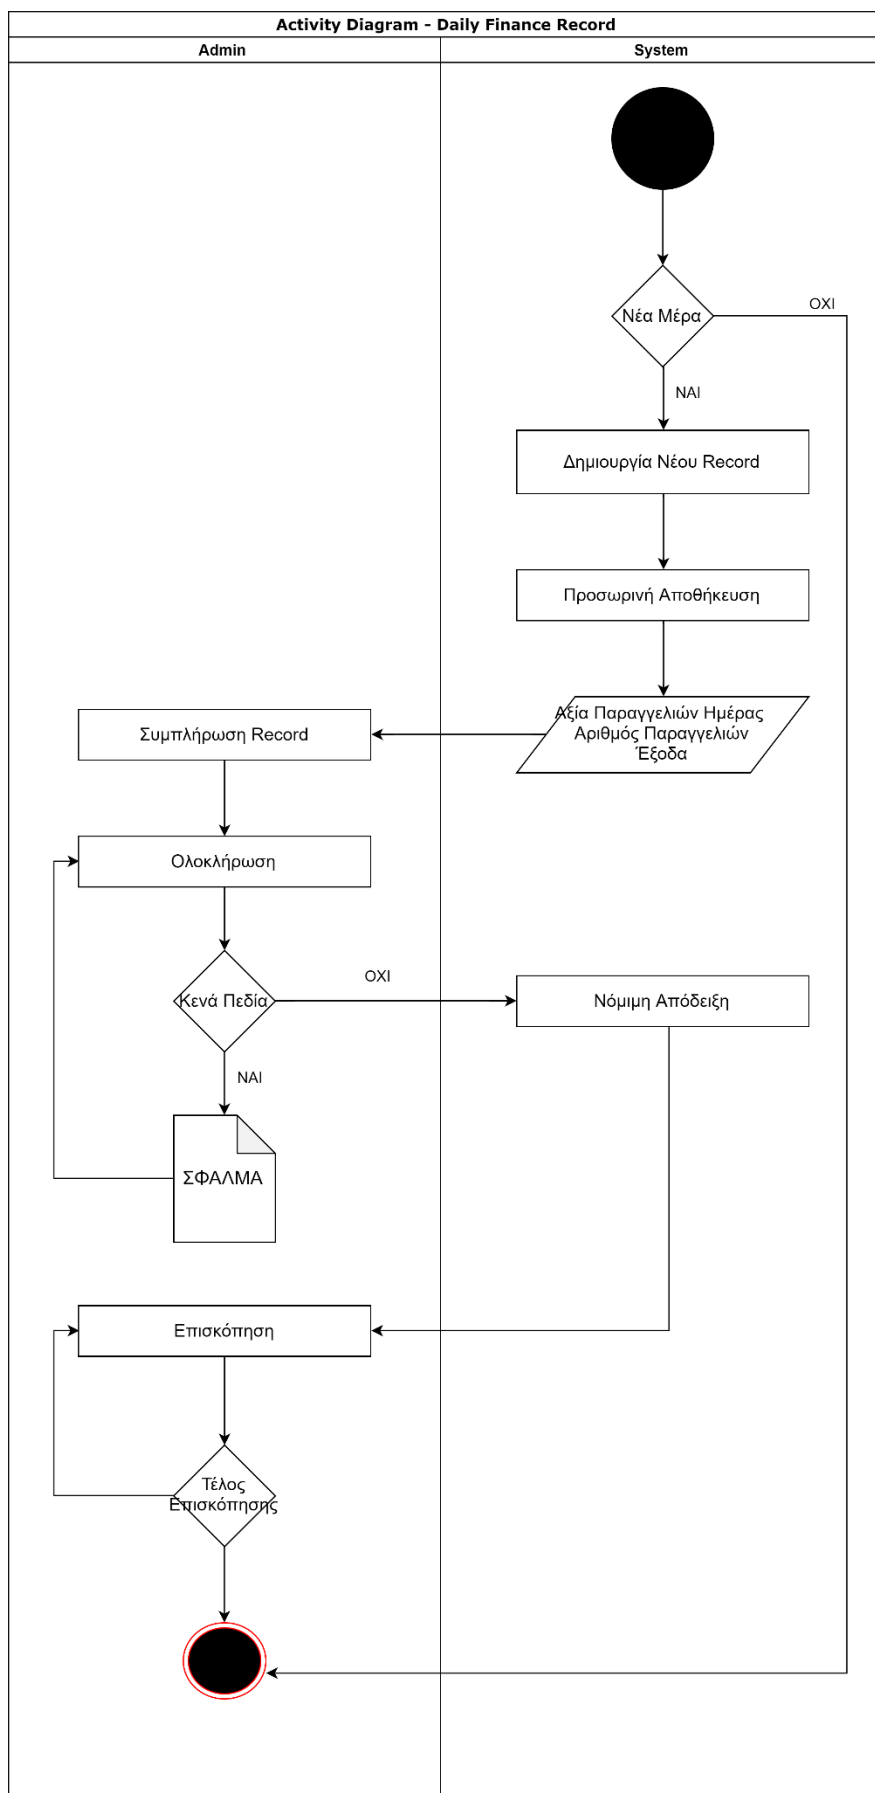 Activity Diagram - Daily Finance Record
Admin
System
Νέα Μέρα
ΟΧΙ
ΝΑΙ
Δημιουργία Νέου Record
Προσωρινή Αποθήκευση
Αξία Παραγγελιών Ημέρας
Αριθμός Παραγγελιών
Έξοδα
Συμπλήρωση Record
Ολοκλήρωση
Κενά Πεδία
ΟΧΙ
Νόμιμη Απόδειξη
ΝΑΙ
ΣΦΑΛΜΑ
Επισκόπηση
Τέλος
Επισκόπησης